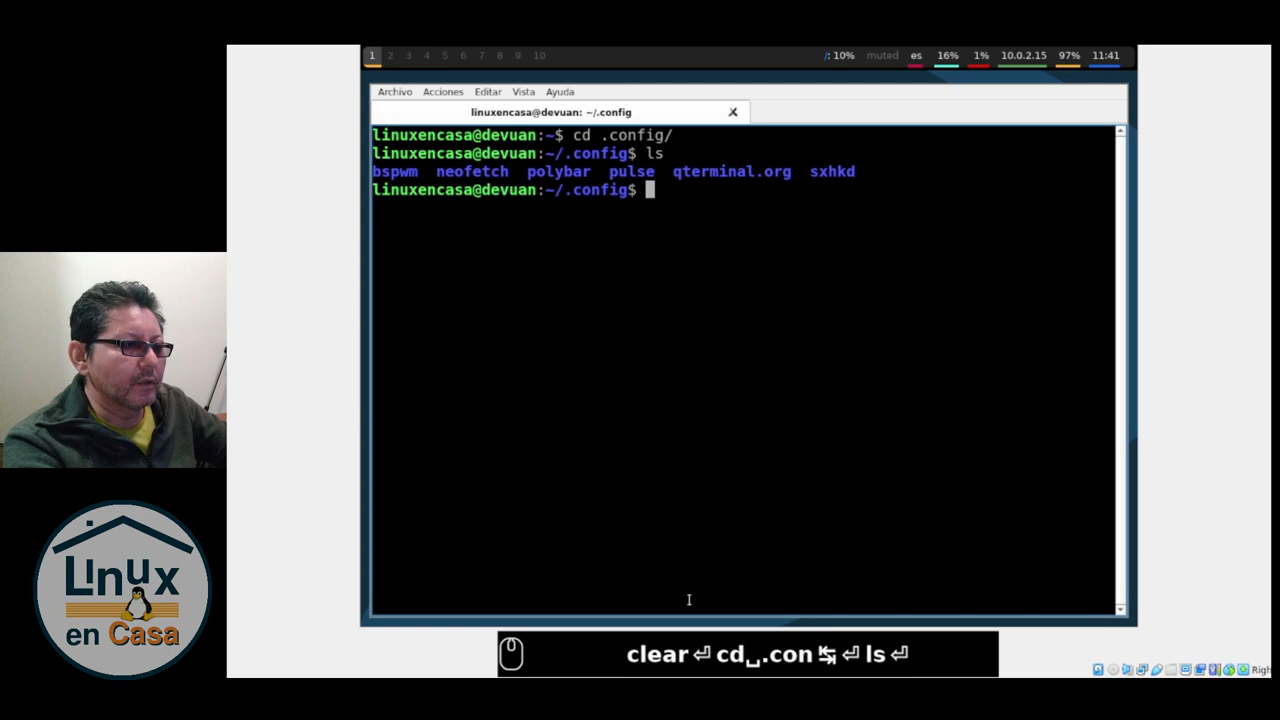 1 2 3 4 5 6 7 8 9 10 /: 10% muted es 16% 1% 10.0.2.15 97% 11:41
Archivo Acciones Editar Vista Ayuda
linuxencasa@devuan: ~/.config
linuxencasa@devuan:~$ cd .config/
linuxencasa@devuan:~/.config$ ls
bspwm neofetch polybar pulse qterminal.org sxhkd
linuxencasa@devuan:~/.config$
Linux
en Casa
clear⏎ cd␣.con ↹ ⏎ ls ⏎
Righ